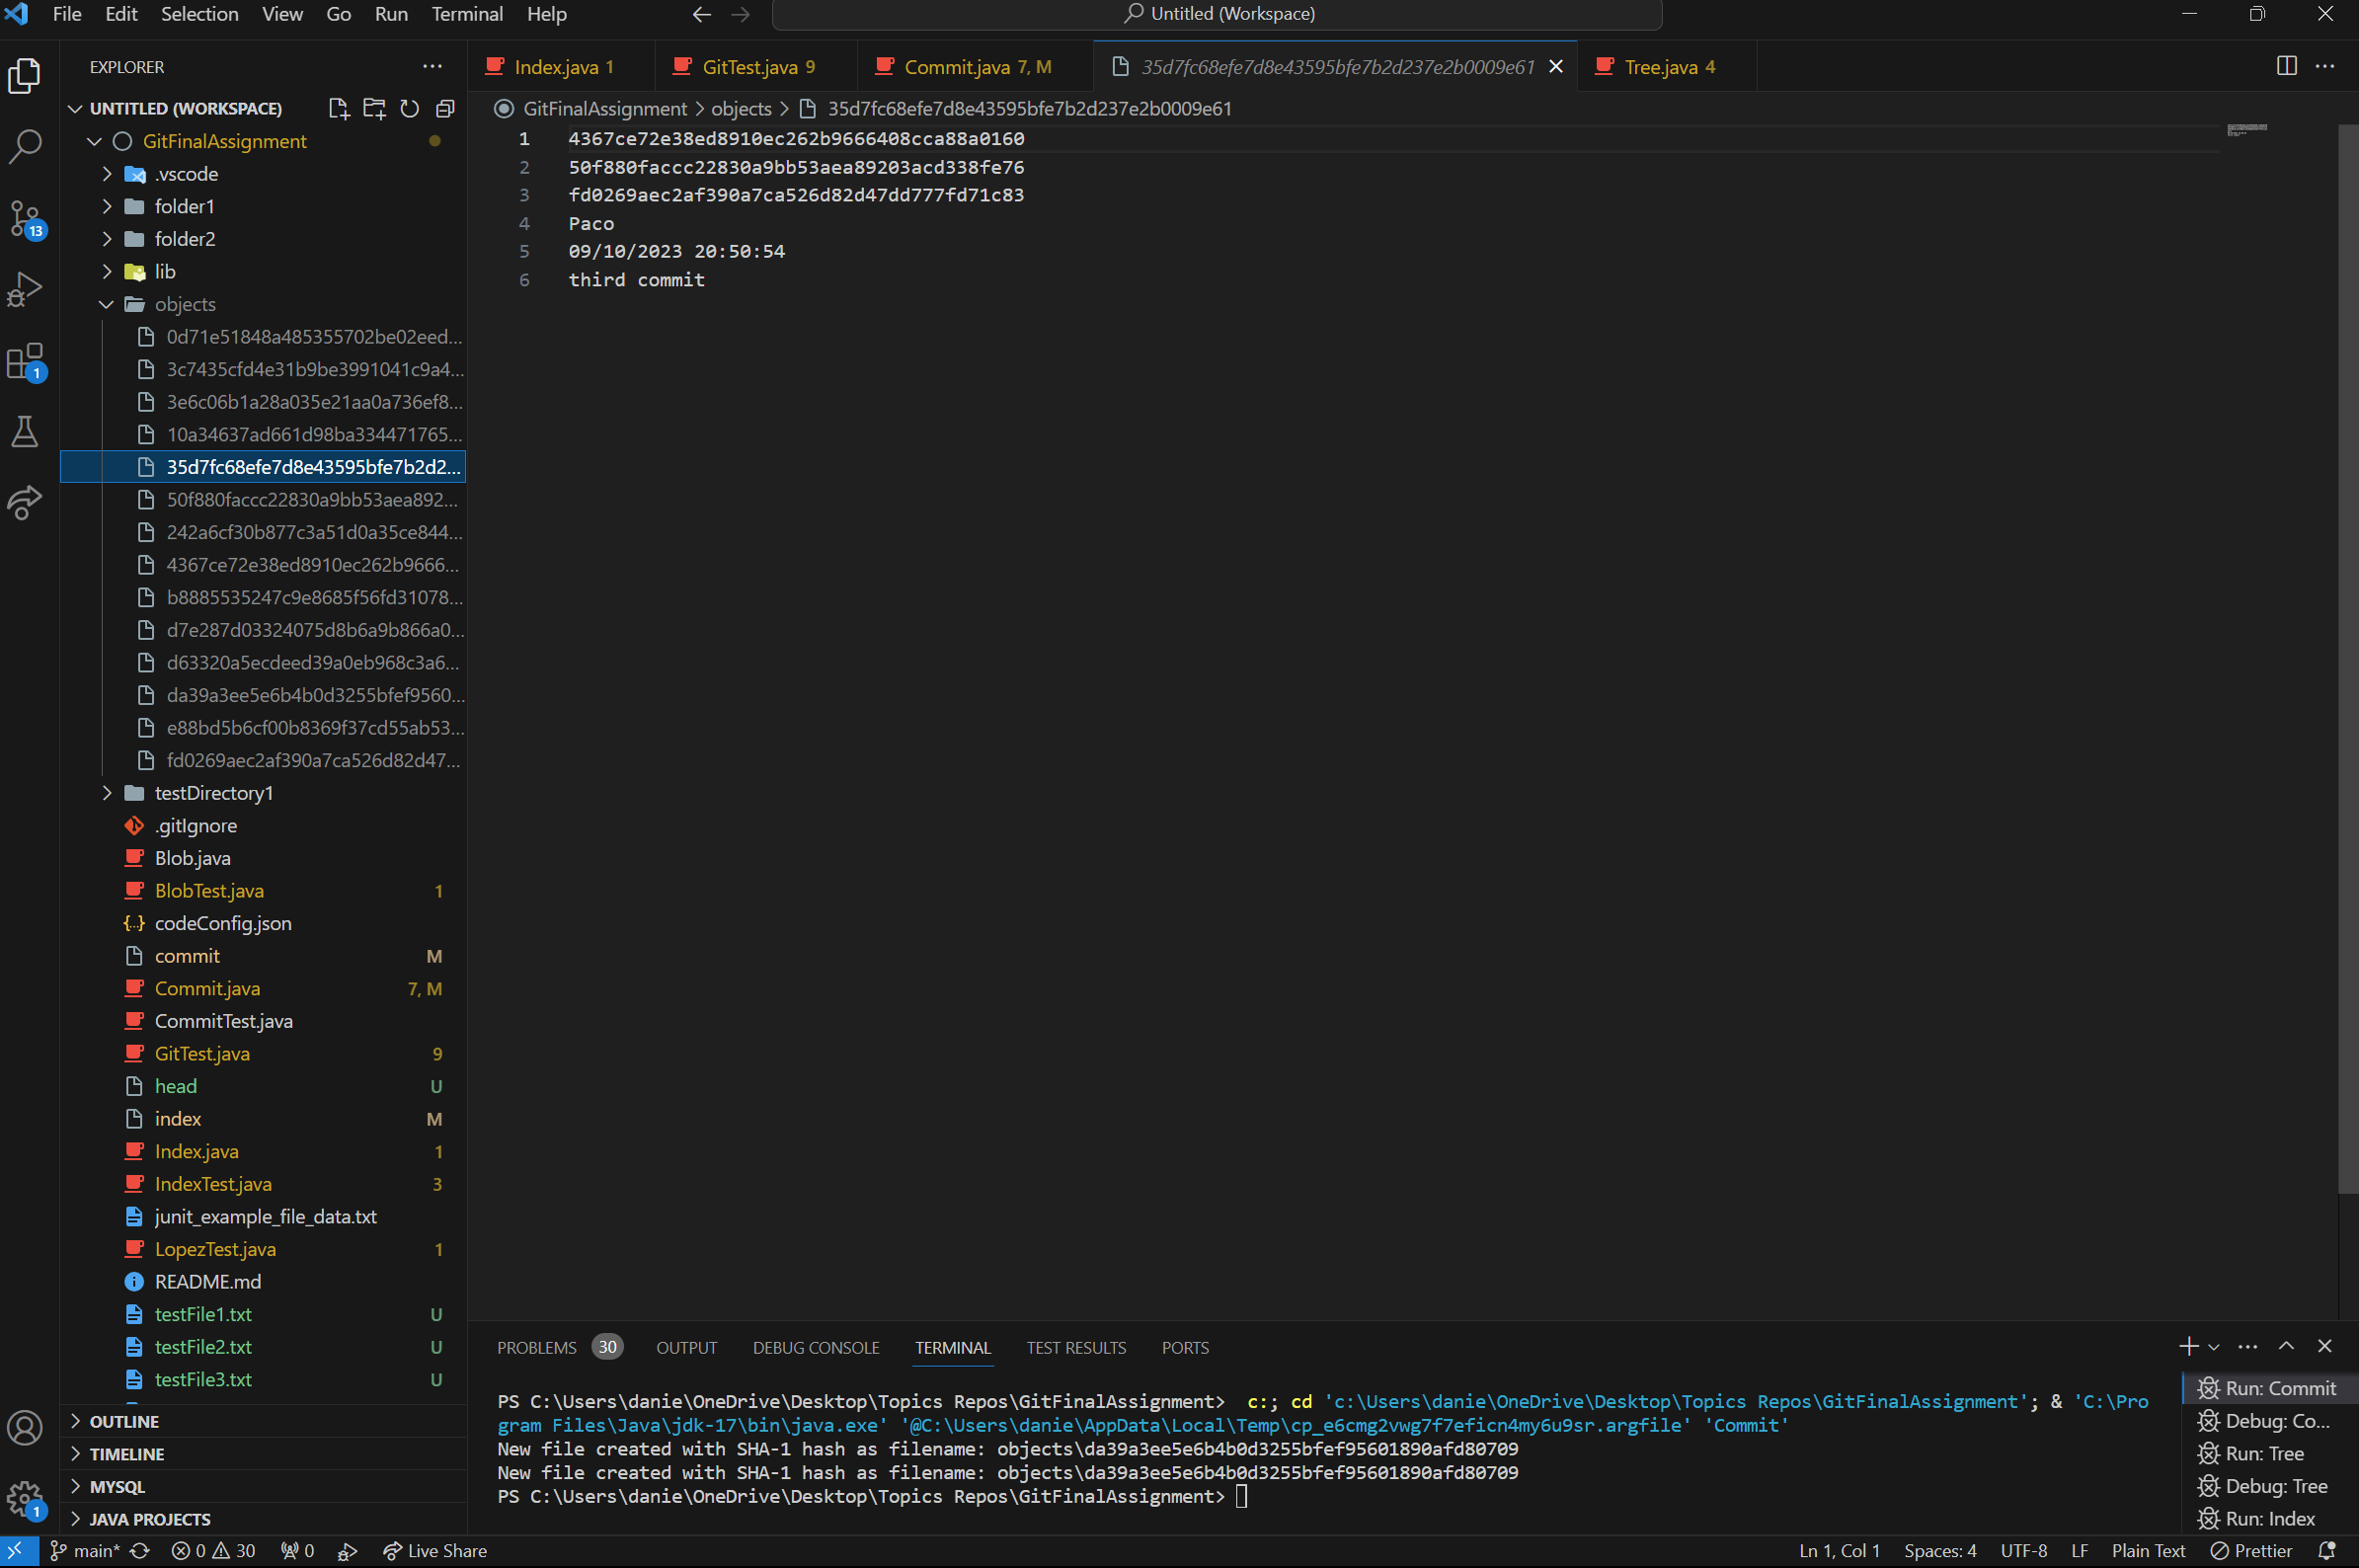 File Edit Selection View Go Run Terminal Help
Untitled (Workspace)
EXPLORER
Index.java 1
GitTest.java 9
Commit.java 7, M
35d7fc68efe7d8e43595bfe7b2d237e2b0009e61
Tree.java 4
UNTITLED (WORKSPACE)
GitFinalAssignment > objects > 35d7fc68efe7d8e43595bfe7b2d237e2b0009e61
GitFinalAssignment
.vscode
folder1
folder2
lib
objects
0d71e51848a485355702be02eed...
3c7435cfd4e31b9be3991041c9a4...
3e6c06b1a28a035e21aa0a736ef8...
10a34637ad661d98ba334471765...
35d7fc68efe7d8e43595bfe7b2d2...
50f880faccc22830a9bb53aea892...
242a6cf30b877c3a51d0a35ce844...
4367ce72e38ed8910ec262b9666...
b8885535247c9e8685f56fd31078...
d7e287d03324075d8b6a9b866a0...
d63320a5ecdeed39a0eb968c3a6...
da39a3ee5e6b4b0d3255bfef9560...
e88bd5b6cf00b8369f37cd55ab53...
fd0269aec2af390a7ca526d82d47...
testDirectory1
.gitIgnore
Blob.java
BlobTest.java 1
codeConfig.json
commit M
Commit.java 7, M
CommitTest.java
GitTest.java 9
head U
index M
Index.java 1
IndexTest.java 3
junit_example_file_data.txt
LopezTest.java 1
README.md
testFile1.txt U
testFile2.txt U
testFile3.txt U
OUTLINE
TIMELINE
MYSQL
JAVA PROJECTS
13
1
1
1 4367ce72e38ed8910ec262b9666408cca88a0160
2 50f880faccc22830a9bb53aea89203acd338fe76
3 fd0269aec2af390a7ca526d82d47dd777fd71c83
4 Paco
5 09/10/2023 20:50:54
6 third commit
PROBLEMS 30 OUTPUT DEBUG CONSOLE TERMINAL TEST RESULTS PORTS
PS C:\Users\danie\OneDrive\Desktop\Topics Repos\GitFinalAssignment> c:; cd 'c:\Users\danie\OneDrive\Desktop\Topics Repos\GitFinalAssignment'; & 'C:\Pro
gram Files\Java\jdk-17\bin\java.exe' '@C:\Users\danie\AppData\Local\Temp\cp_e6cmg2vwg7f7eficn4my6u9sr.argfile' 'Commit'
New file created with SHA-1 hash as filename: objects\da39a3ee5e6b4b0d3255bfef95601890afd80709
New file created with SHA-1 hash as filename: objects\da39a3ee5e6b4b0d3255bfef95601890afd80709
PS C:\Users\danie\OneDrive\Desktop\Topics Repos\GitFinalAssignment>
Run: Commit
Debug: Co...
Run: Tree
Debug: Tree
Run: Index
main* 0 30 0 Live Share
Ln 1, Col 1 Spaces: 4 UTF-8 LF Plain Text Prettier